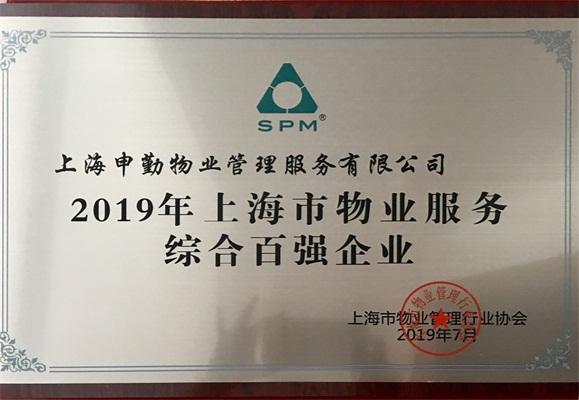 SPM®
上海申勤物业管理服务有限公司
2019年上海市物业服务
综合百强企业
上海市物业管理行业协会
2019年7月